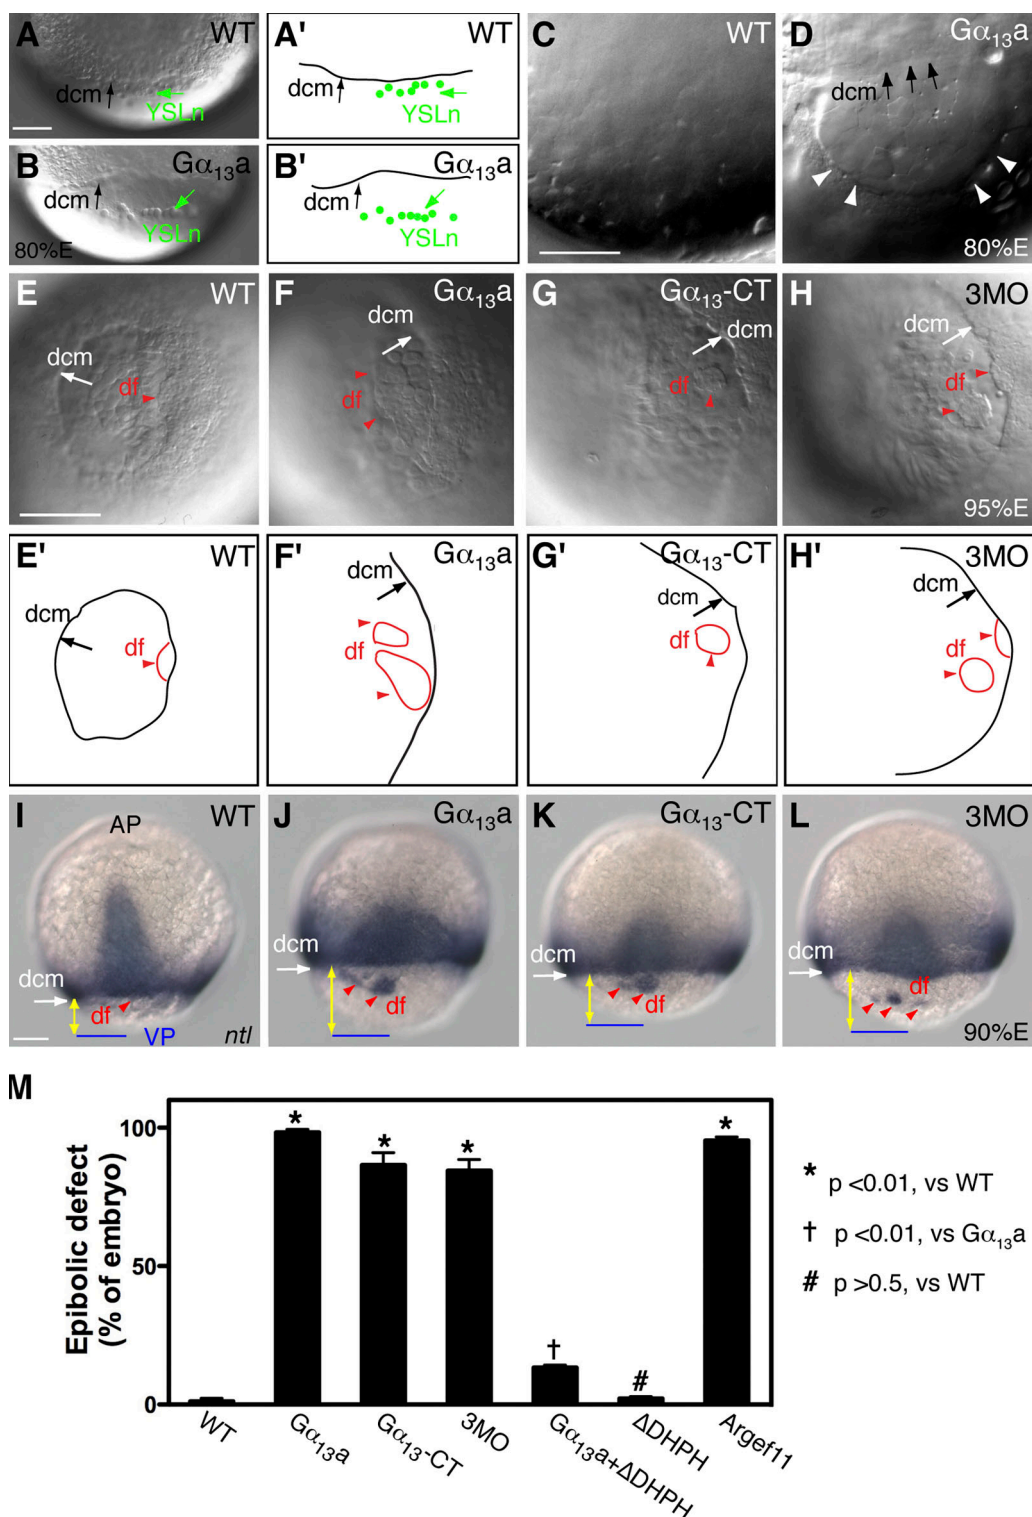 A WT
dcm
YSLn
A' WT
dcm
YSLn
B Gα13a
dcm
YSLn
80%E
B' Gα13a
dcm
YSLn
C WT
D Gα13a
dcm
80%E
E WT
dcm
df
F Gα13a
dcm
df
G Gα13-CT
dcm
df
H 3MO
dcm
df
95%E
E' WT
dcm
df
F' Gα13a
dcm
df
G' Gα13-CT
dcm
df
H' 3MO
dcm
df
I WT
AP
dcm
df
VP
ntl
J Gα13a
dcm
df
K Gα13-CT
dcm
df
L 3MO
dcm
df
90%E
M
Epibolic defect
(% of embryo)
100
50
0
* * * † # *
WT
Gα13a
Gα13-CT
3MO
Gα13a+ΔDHPH
ΔDHPH
Argef11
* p <0.01, vs WT
† p <0.01, vs Gα13a
# p >0.5, vs WT